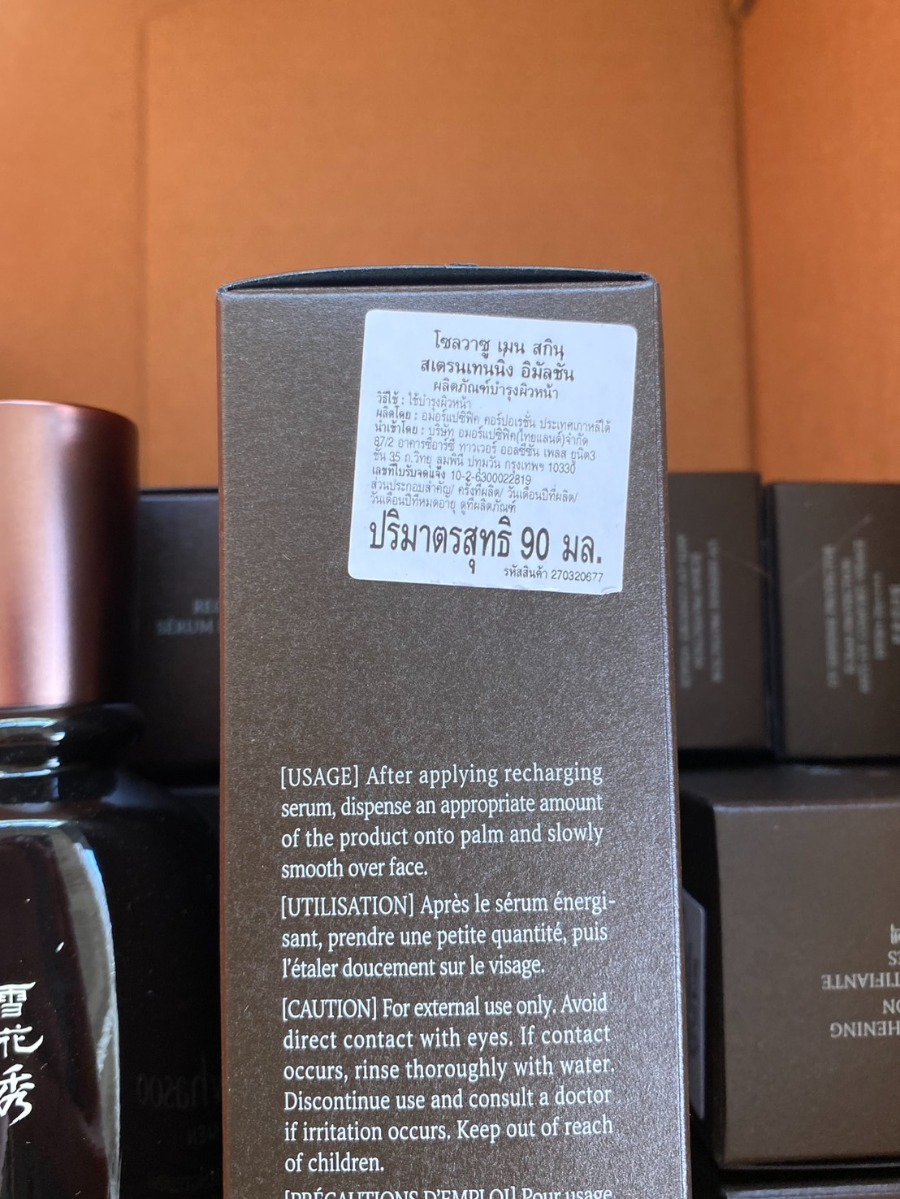 โซลวาซู เมน สกิน
สเตรนเทนนิ่ง อิมัลชั่น
ผลิตภัณฑ์บำรุงผิวหน้า
วิธีใช้ : ใช้บำรุงผิวหน้า
ผลิตโดย : อมอร์แปซิฟิค คอร์ปอเรชั่น ประเทศเกาหลีใต้
นำเข้าโดย : บริษัท อมอร์แปซิฟิค(ไทยแลนด์)จำกัด
87/2 อาคารซีอาร์ซี ทาวเวอร์ ออลซีซั่น เพลส ยูนิต3
ชั้น 35 ถ.วิทยุ ลุมพินี ปทุมวัน กรุงเทพฯ 10330
เลขที่ใบรับจดแจ้ง 10-2-6300022819
ส่วนประกอบสำคัญ/ ครั้งที่ผลิต/ วันเดือนปีที่ผลิต/
วันเดือนปีที่หมดอายุ ดูที่ผลิตภัณฑ์
ปริมาตรสุทธิ 90 มล.
รหัสสินค้า 270320677
[USAGE] After applying recharging
serum, dispense an appropriate amount
of the product onto palm and slowly
smooth over face.
[UTILISATION] Après le sérum énergi-
sant, prendre une petite quantité, puis
l'étaler doucement sur le visage.
[CAUTION] For external use only. Avoid
direct contact with eyes. If contact
occurs, rinse thoroughly with water.
Discontinue use and consult a doctor
if irritation occurs. Keep out of reach
of children.
[PRÉCAUTIONS D'EMPLOI] Pour usage
雪花秀
SÉRUM
HENING
ON
TIFIANTE